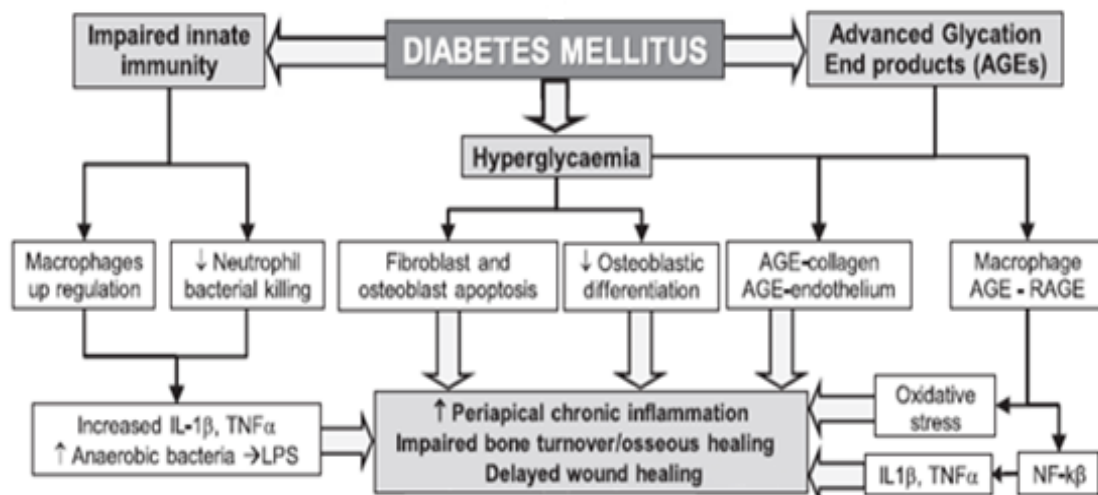 Impaired innate
immunity
DIABETES MELLITUS
Advanced Glycation
End products (AGEs)
Hyperglycaemia
Macrophages
up regulation
↓ Neutrophil
bacterial killing
Fibroblast and
osteoblast apoptosis
↓ Osteoblastic
differentiation
AGE-collagen
AGE-endothelium
Macrophage
AGE - RAGE
Increased IL-1β, TNFα
↑ Anaerobic bacteria →LPS
↑ Periapical chronic inflammation
Impaired bone turnover/osseous healing
Delayed wound healing
Oxidative
stress
IL1β, TNFα
NF-kβ